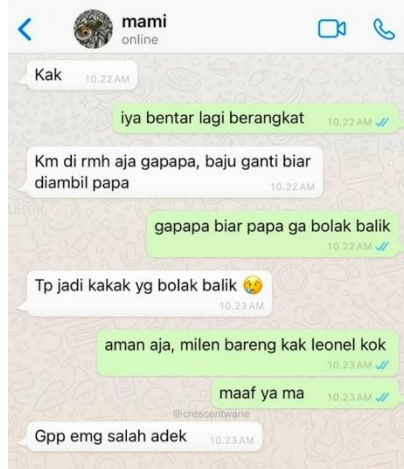 mami
online
Kak 10.22 AM
iya bentar lagi berangkat 10.22 AM
Km di rmh aja gapapa, baju ganti biar
diambil papa 10.22 AM
gapapa biar papa ga bolak balik
10.22 AM
Tp jadi kakak yg bolak balik 😢
10.23 AM
aman aja, milen bareng kak leonel kok
10.23 AM
maaf ya ma 10.23 AM
@crescentwane
Gpp emg salah adek 10.23 AM